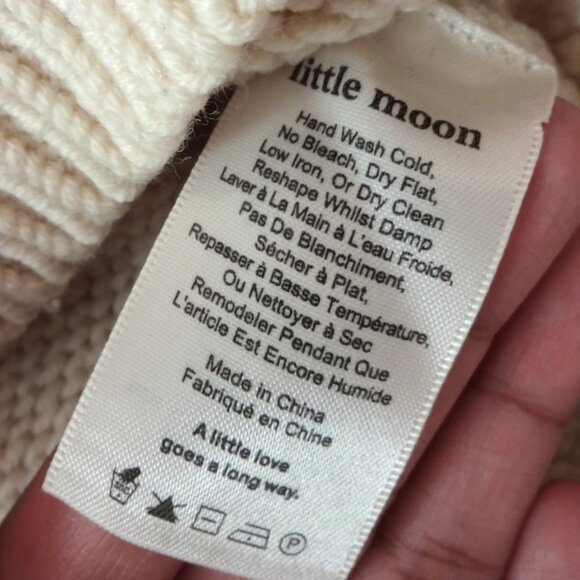 little moon
Hand Wash Cold,
No Bleach, Dry Flat,
Low Iron, Or Dry Clean
Reshape Whilst Damp
Laver à La Main à L'eau Froide,
Pas De Blanchiment,
Sécher à Plat,
Repasser à Basse Température,
Ou Nettoyer à Sec
Remodeler Pendant Que
L'article Est Encore Humide
Made in China
Fabriqué en Chine
A little love
goes a long way.
P